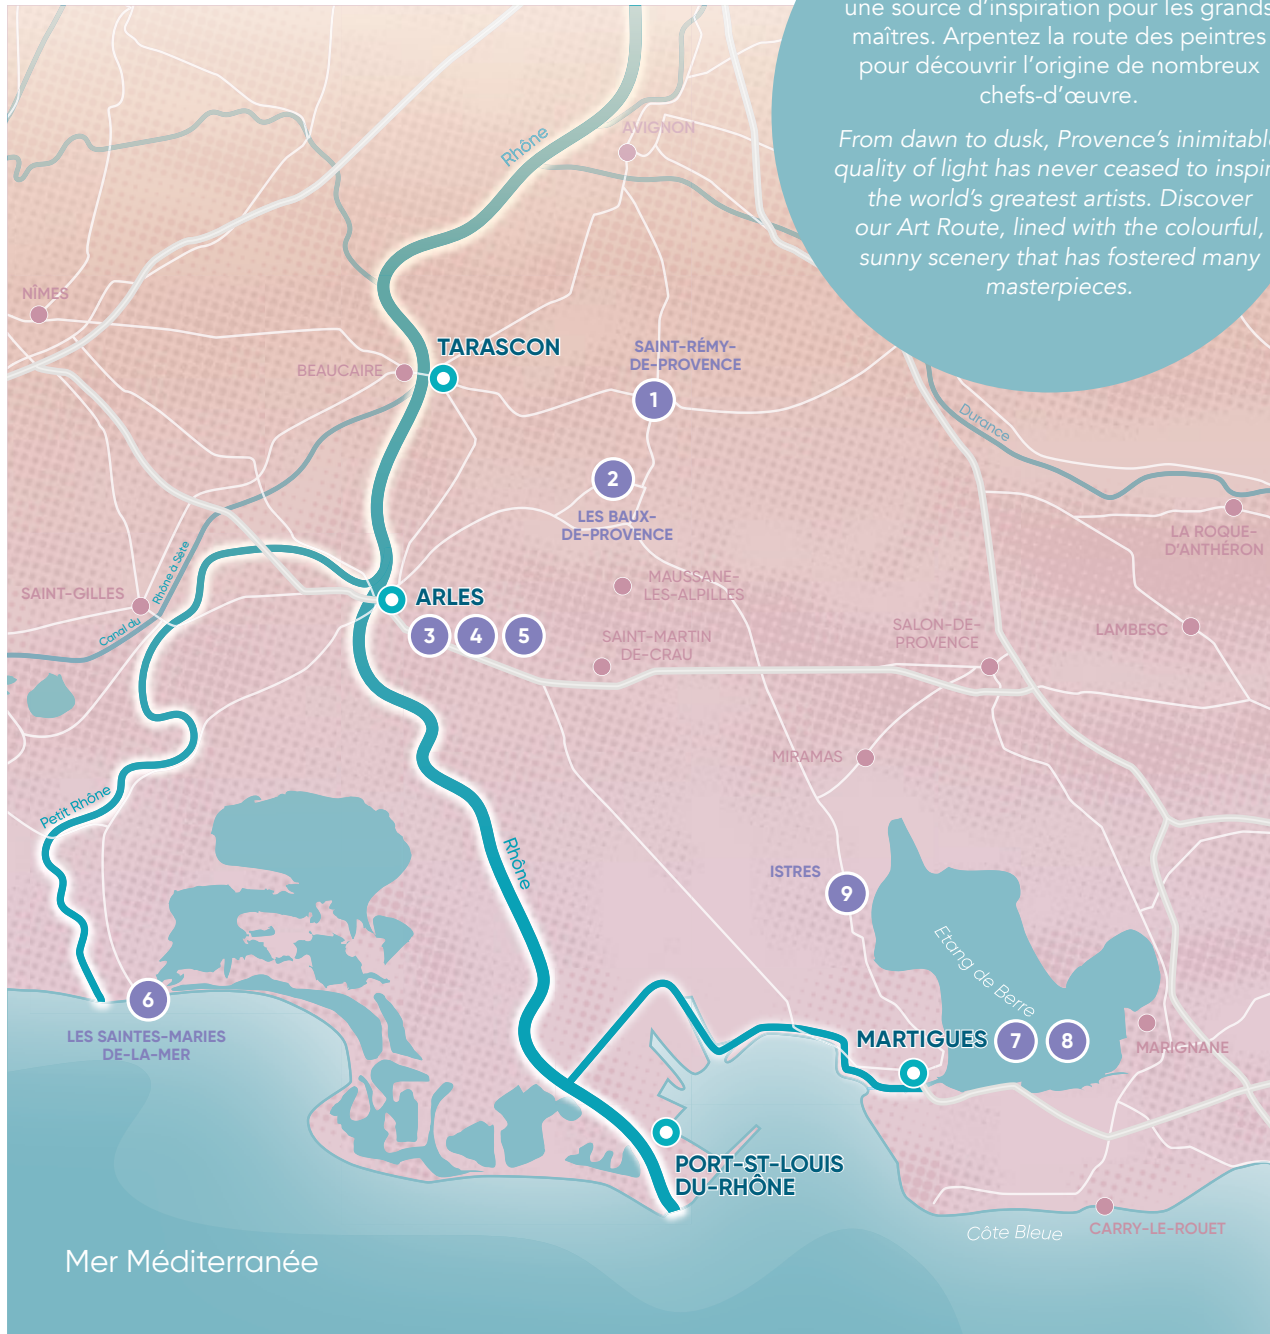 une source d'inspiration pour les grands
maîtres. Arpentez la route des peintres
pour découvrir l'origine de nombreux
chefs-d'œuvre.
From dawn to dusk, Provence's inimitable
quality of light has never ceased to inspir
the world's greatest artists. Discover
our Art Route, lined with the colourful,
sunny scenery that has fostered many
masterpieces.
AVIGNON
Rhône
NÎMES
TARASCON
BEAUCAIRE
SAINT-RÉMY-
DE-PROVENCE
1
Durance
2
LES BAUX-
DE-PROVENCE
LA ROQUE-
D'ANTHÉRON
SAINT-GILLES
Canal du
Rhône à Sète
ARLES
3 4 5
MAUSSANE-
LES-ALPILLES
SAINT-MARTIN
DE-CRAU
SALON-DE-
PROVENCE
LAMBESC
MIRAMAS
Petit Rhône
Rhône
ISTRES
9
Etang de Berre
6
LES SAINTES-MARIES
DE-LA-MER
MARTIGUES
7 8
MARIGNANE
PORT-ST-LOUIS
DU-RHÔNE
Côte Bleue
CARRY-LE-ROUET
Mer Méditerranée